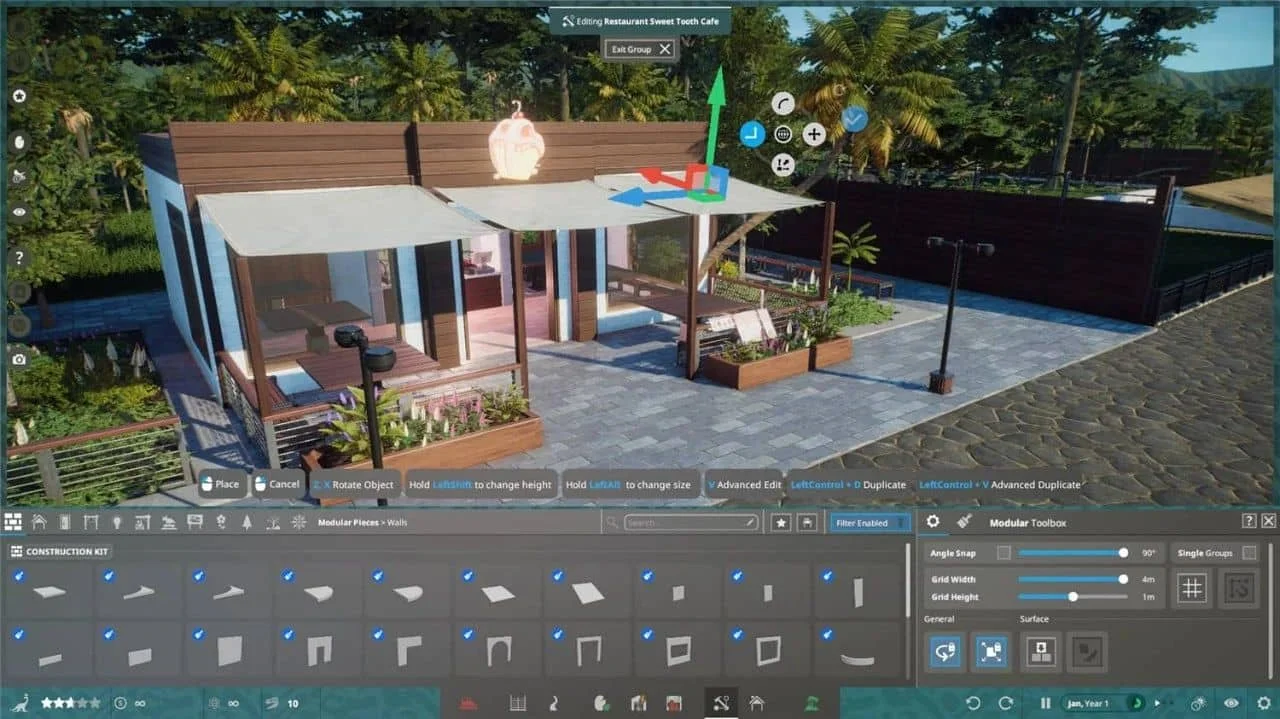 Editing Restaurant Sweet Tooth Cafe
Exit Group
Place
Cancel
Z, X Rotate Object
Hold LeftShift to change height
Hold LeftAlt to change size
V Advanced Edit
LeftControl + D Duplicate
LeftControl + V Advanced Duplicate
Modular Pieces > Walls
Search...
Filter Enabled
Modular Toolbox
?
CONSTRUCTION KIT
Angle Snap
90°
Single Groups
Grid Width
4m
Grid Height
1m
General
Surface
∞
∞
10
Jan, Year 1